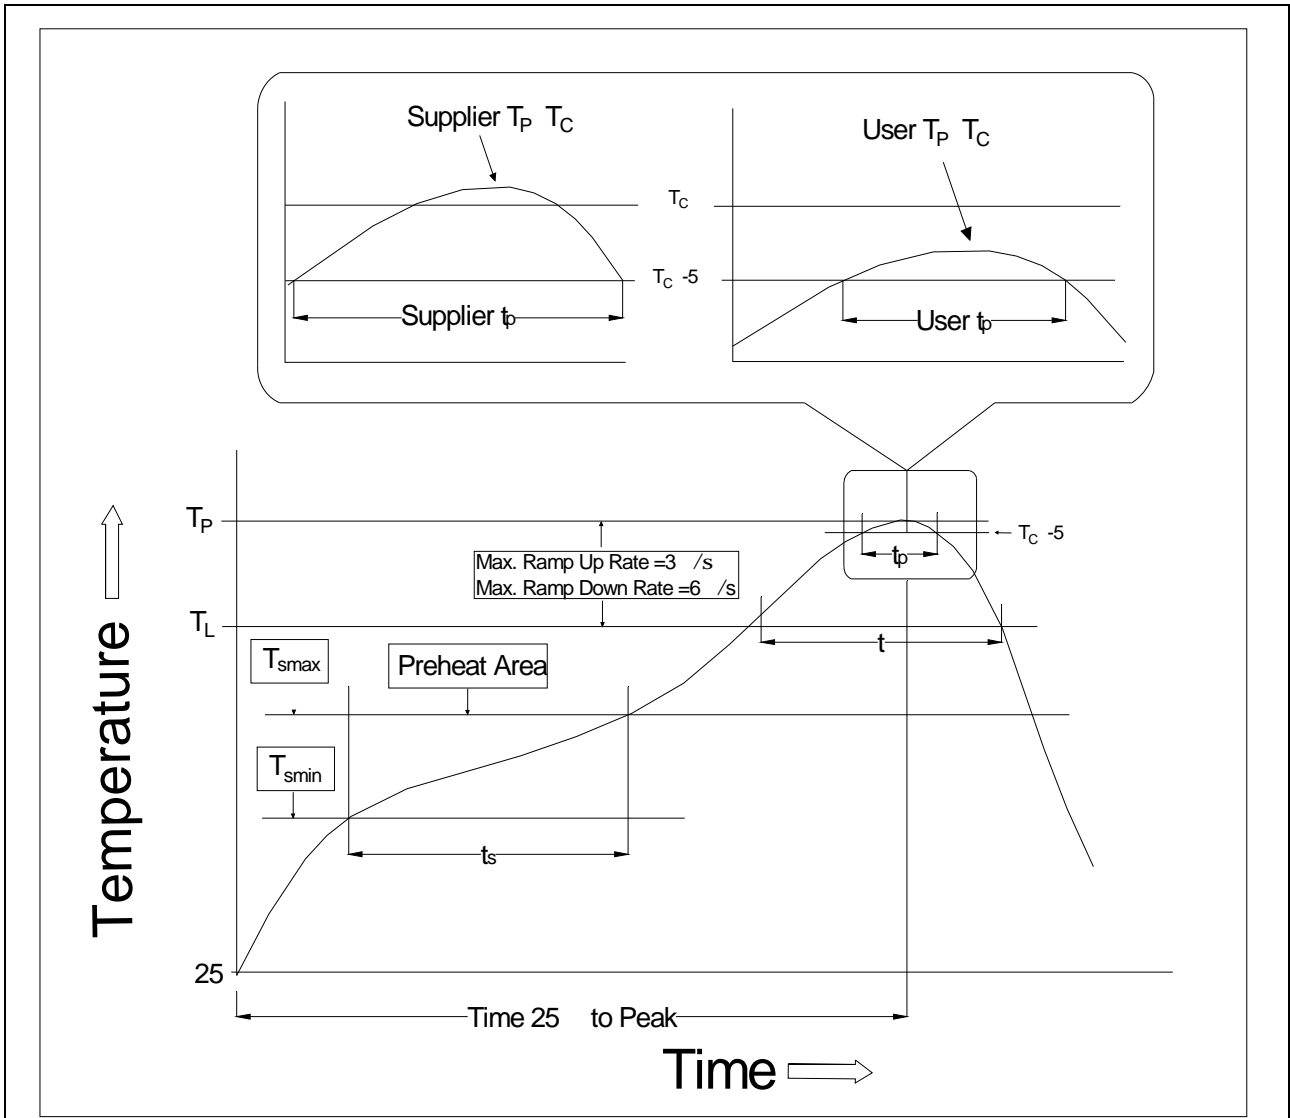 Supplier TP TC
User TP TC
TC
TC -5
Supplier tp
User tp
TP
TC -5
Max. Ramp Up Rate =3 /s
Max. Ramp Down Rate =6 /s
tp
TL
t
Tsmax
Preheat Area
Tsmin
ts
Temperature
25
Time 25 to Peak
Time